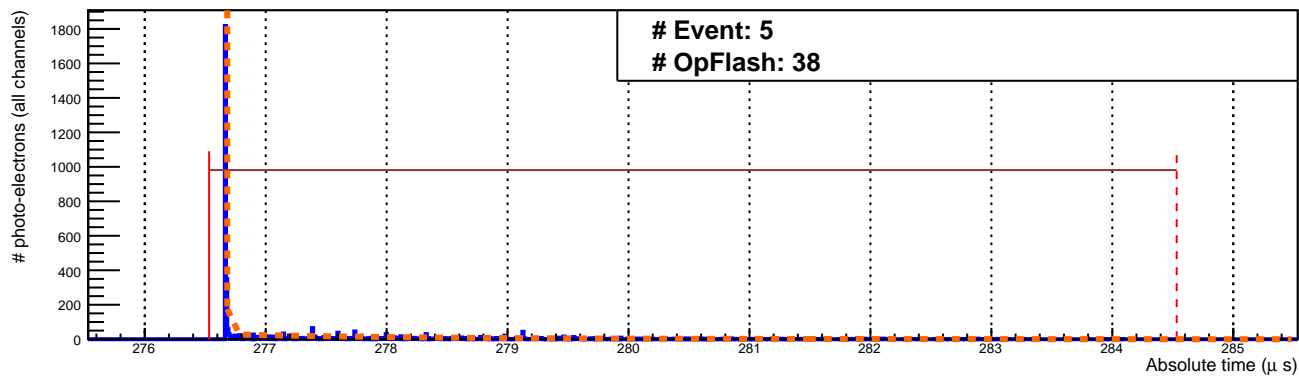 # Event: 5
# OpFlash: 38
# photo-electrons (all channels)
1800
1600
1400
1200
1000
800
600
400
200
0
276 277 278 279 280 281 282 283 284 285
Absolute time (μ s)